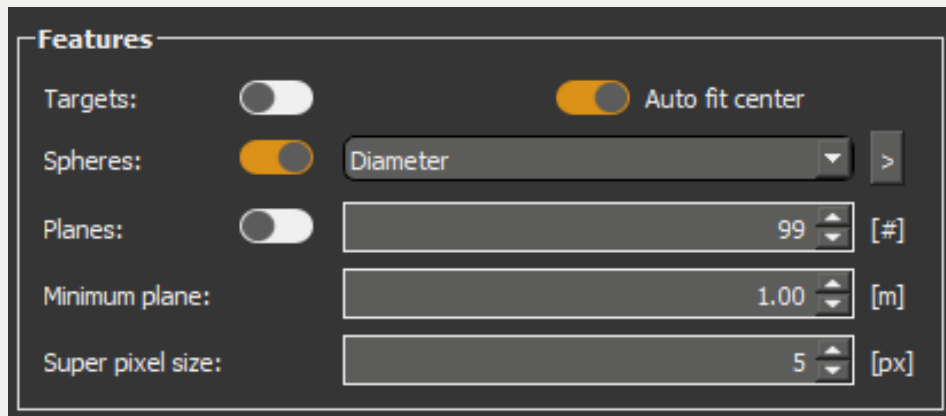 Features
Targets: Auto fit center
Spheres: Diameter >
Planes: 99 [#]
Minimum plane: 1.00 [m]
Super pixel size: 5 [px]